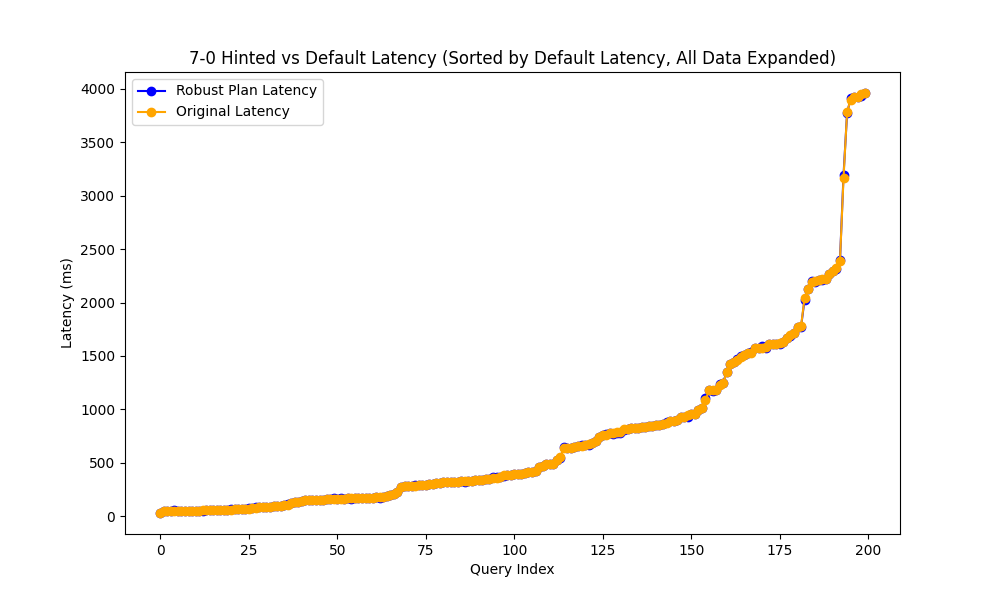 7-0 Hinted vs Default Latency (Sorted by Default Latency, All Data Expanded)
Robust Plan Latency
Original Latency
Latency (ms)
4000
3500
3000
2500
2000
1500
1000
500
0
0 25 50 75 100 125 150 175 200
Query Index